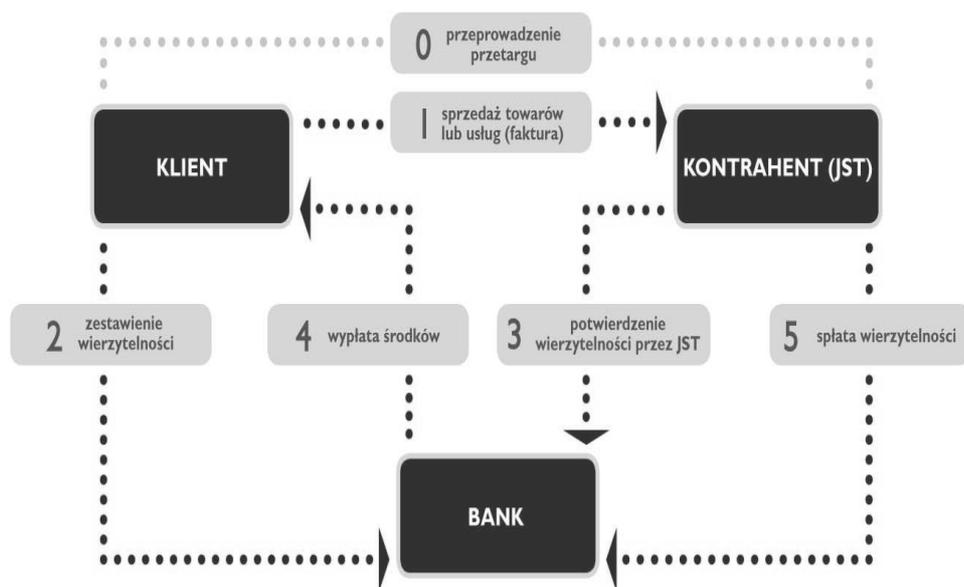 0 przeprowadzenie
przetargu
1 sprzedaż towarów
lub usług (faktura)
KLIENT
KONTRAHENT (JST)
2 zestawienie
wierzytelności
4 wypłata środków
3 potwierdzenie
wierzytelności przez JST
5 spłata wierzytelności
BANK